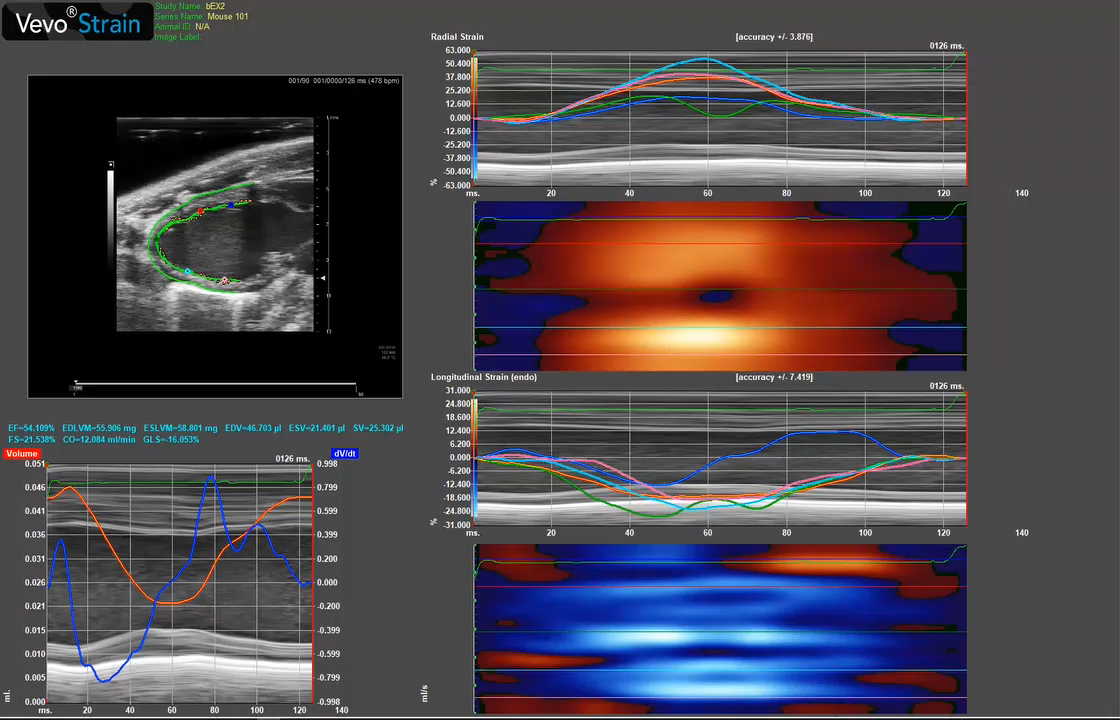 Vevo® Strain
Study Name: bEX2
Series Name: Mouse 101
Animal ID: N/A
Image Label:
001/90 001/0000/126 ms (478 bpm)
EF=54.109% EDLVM=55.906 mg ESLVM=58.801 mg EDV=46.703 µl ESV=21.401 µl SV=25.302 µl
FS=21.538% CO=12.084 ml/min GLS=-16.053%
Volume
dV/dt
0126 ms.
0.051
0.046
0.041
0.036
0.031
0.026
0.021
0.015
0.010
0.005
0.000
0.998
0.799
0.599
0.399
0.200
0.000
-0.200
-0.399
-0.599
-0.799
-0.998
ml.
ms. 20 40 60 80 100 120 140
ml/s
Radial Strain [accuracy +/- 3.876]
0126 ms.
63.000
50.400
37.800
25.200
12.600
0.000
-12.600
-25.200
-37.800
-50.400
-63.000
%
ms. 20 40 60 80 100 120 140
Longitudinal Strain (endo) [accuracy +/- 7.419]
0126 ms.
31.000
24.800
18.600
12.400
6.200
0.000
-6.200
-12.400
-18.600
-24.800
-31.000
%
ms. 20 40 60 80 100 120 140